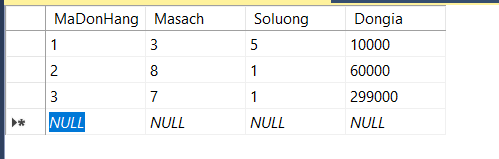 MaDonHang Masach Soluong Dongia
1 3 5 10000
2 8 1 60000
3 7 1 299000
NULL NULL NULL NULL